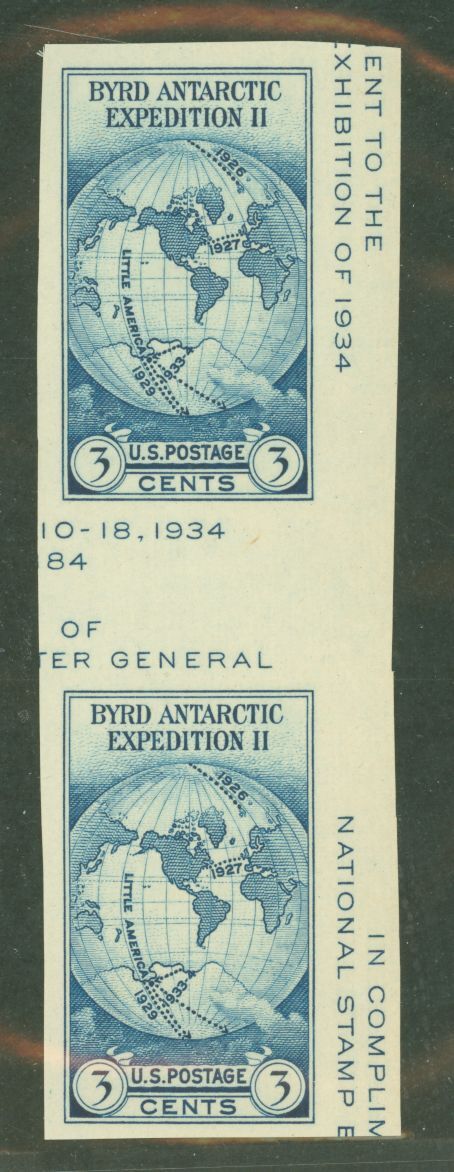 BYRD ANTARCTIC
EXPEDITION II
1926
1927
LITTLE AMERICA
1933-4
1929
3
U.S.POSTAGE
3
CENTS
ENT TO THE
EXHIBITION OF 1934
10-18, 1934
84
OF
TER GENERAL
BYRD ANTARCTIC
EXPEDITION II
1926
1927
LITTLE AMERICA
1933-4
1929
3
U.S.POSTAGE
3
CENTS
IN COMPLIM
NATIONAL STAMP E